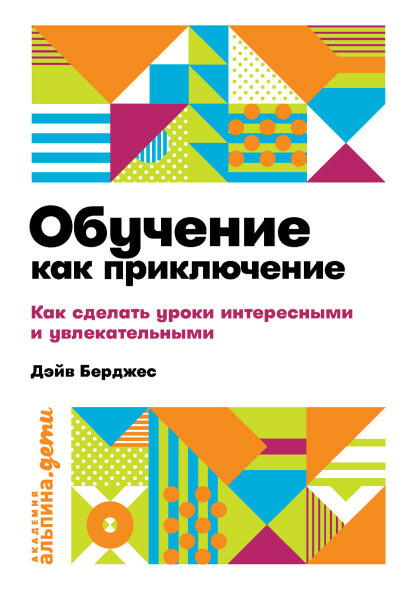 Обучение
как приключение
Как сделать уроки интересными
и увлекательными
Дэйв Берджес
АКАДЕМИЯ
альпина.дети